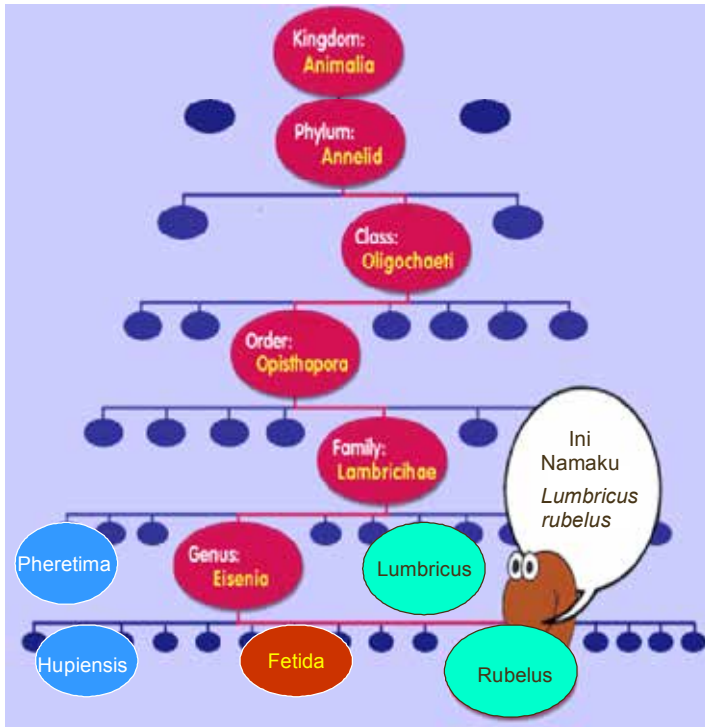 Kingdom:
Animalia
Phylum:
Annelid
Class:
Oligochaeti
Order:
Opisthapora
Family:
Lambricihae
Ini
Namaku
Lumbricus
rubelus
Pheretima
Genus:
Eisenia
Lumbricus
Hupiensis
Fetida
Rubelus